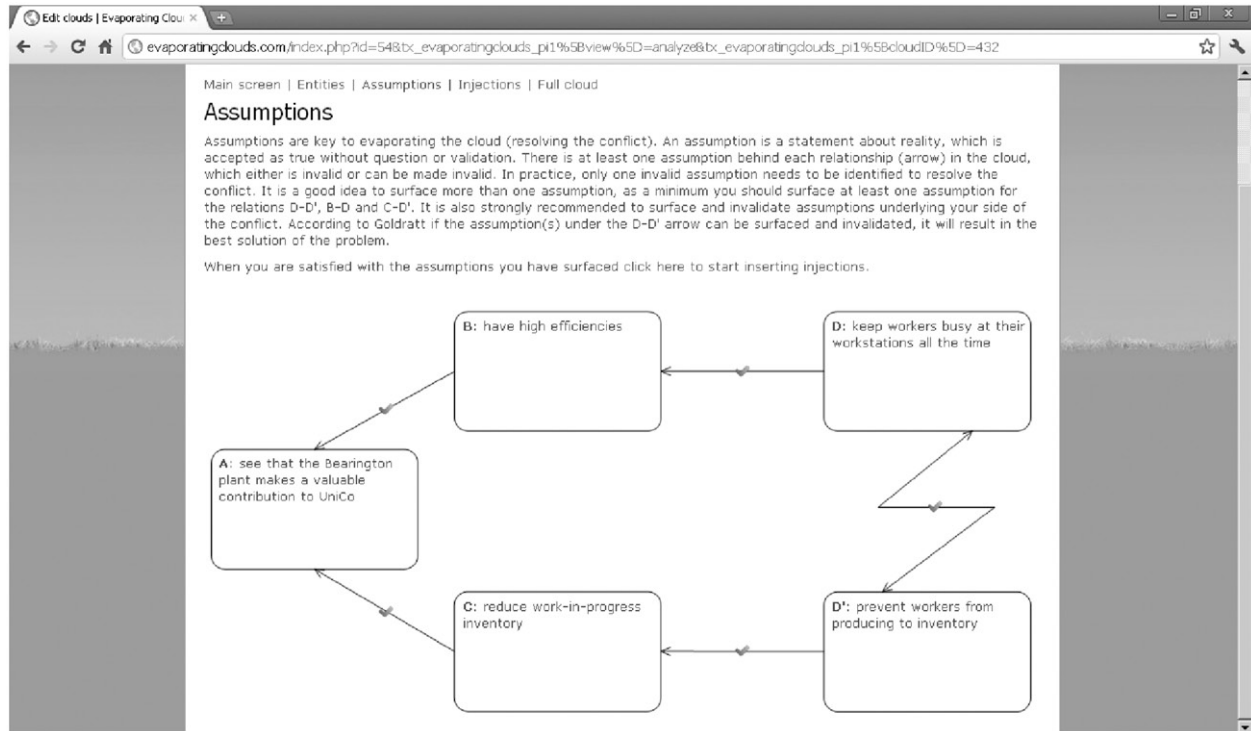 Edit clouds | Evaporating Clou
evaporatingclouds.com/index.php?id=54&tx_evaporatingclouds_pi1%5Bview%5D=analyze&tx_evaporatingclouds_pi1%5BcloudID%5D=432
Main screen | Entities | Assumptions | Injections | Full cloud
Assumptions
Assumptions are key to evaporating the cloud (resolving the conflict). An assumption is a statement about reality, which is
accepted as true without question or validation. There is at least one assumption behind each relationship (arrow) in the cloud,
which either is invalid or can be made invalid. In practice, only one invalid assumption needs to be identified to resolve the
conflict. It is a good idea to surface more than one assumption, as a minimum you should surface at least one assumption for
the relations D-D', B-D and C-D'. It is also strongly recommended to surface and invalidate assumptions underlying your side of
the conflict. According to Goldratt if the assumption(s) under the D-D' arrow can be surfaced and invalidated, it will result in the
best solution of the problem.
When you are satisfied with the assumptions you have surfaced click here to start inserting injections.
B: have high efficiencies
D: keep workers busy at their
workstations all the time
A: see that the Bearington
plant makes a valuable
contribution to UniCo
C: reduce work-in-progress
inventory
D': prevent workers from
producing to inventory